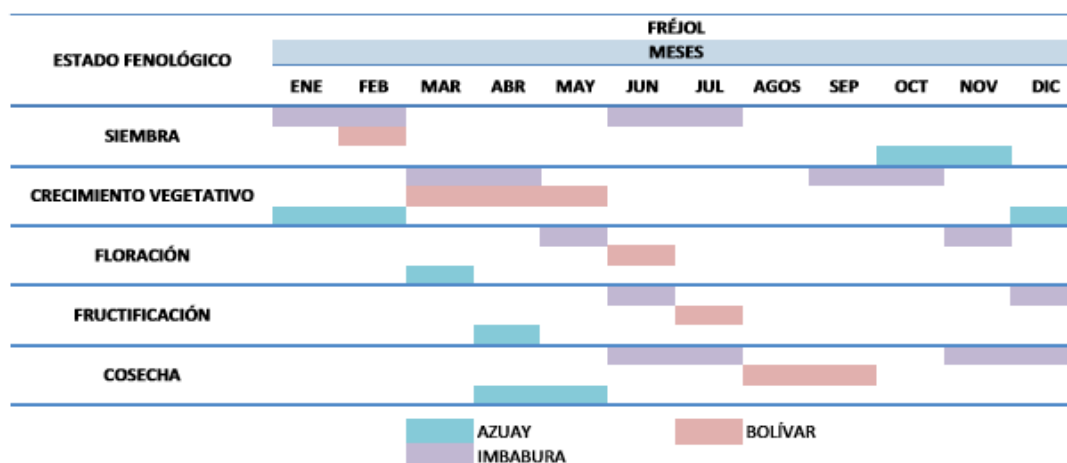 FRÉJOL
ESTADO FENOLÓGICO
MESES
ENE FEB MAR ABR MAY JUN JUL AGOS SEP OCT NOV DIC
SIEMBRA
CRECIMIENTO VEGETATIVO
FLORACIÓN
FRUCTIFICACIÓN
COSECHA
AZUAY BOLÍVAR
IMBABURA